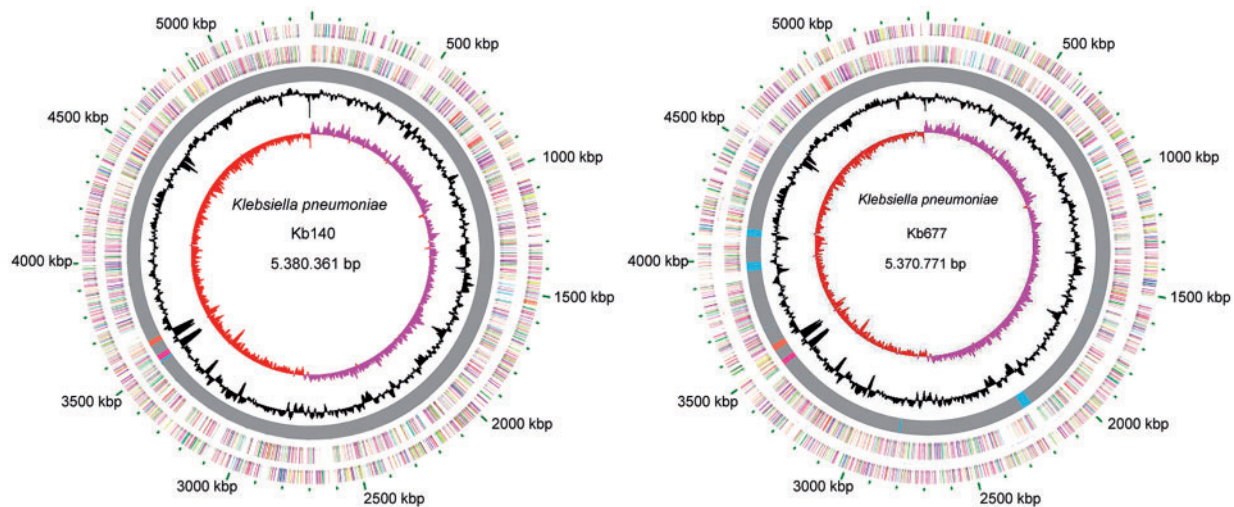 5000 kbp
500 kbp
4500 kbp
1000 kbp
Klebsiella pneumoniae
Kb140
5.380.361 bp
4000 kbp
1500 kbp
3500 kbp
2000 kbp
3000 kbp
2500 kbp
5000 kbp
500 kbp
4500 kbp
1000 kbp
Klebsiella pneumoniae
Kb677
5.370.771 bp
4000 kbp
1500 kbp
3500 kbp
2000 kbp
3000 kbp
2500 kbp